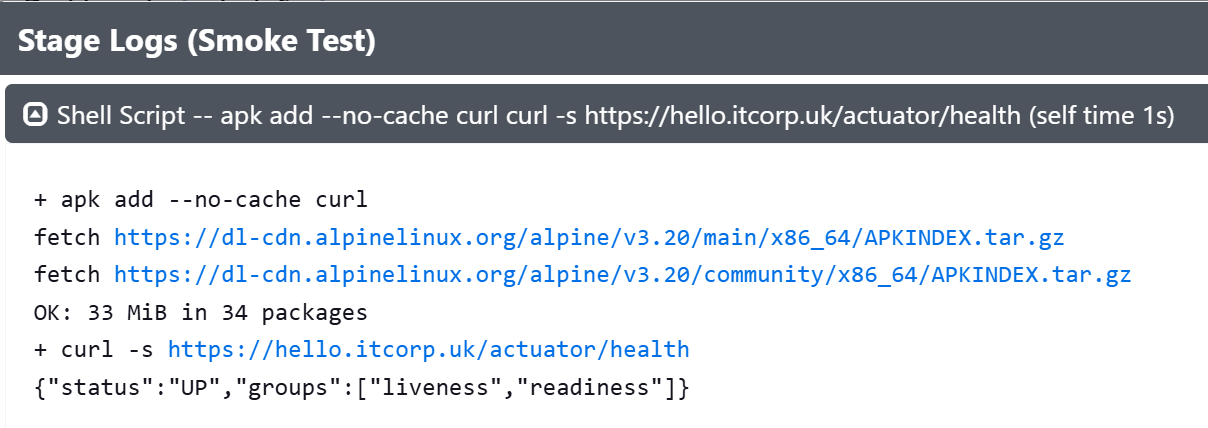 Stage Logs (Smoke Test)
Shell Script -- apk add --no-cache curl curl -s https://hello.itcorp.uk/actuator/health (self time 1s)
+ apk add --no-cache curl
fetch https://dl-cdn.alpinelinux.org/alpine/v3.20/main/x86_64/APKINDEX.tar.gz
fetch https://dl-cdn.alpinelinux.org/alpine/v3.20/community/x86_64/APKINDEX.tar.gz
OK: 33 MiB in 34 packages
+ curl -s https://hello.itcorp.uk/actuator/health
{"status":"UP","groups":["liveness","readiness"]}